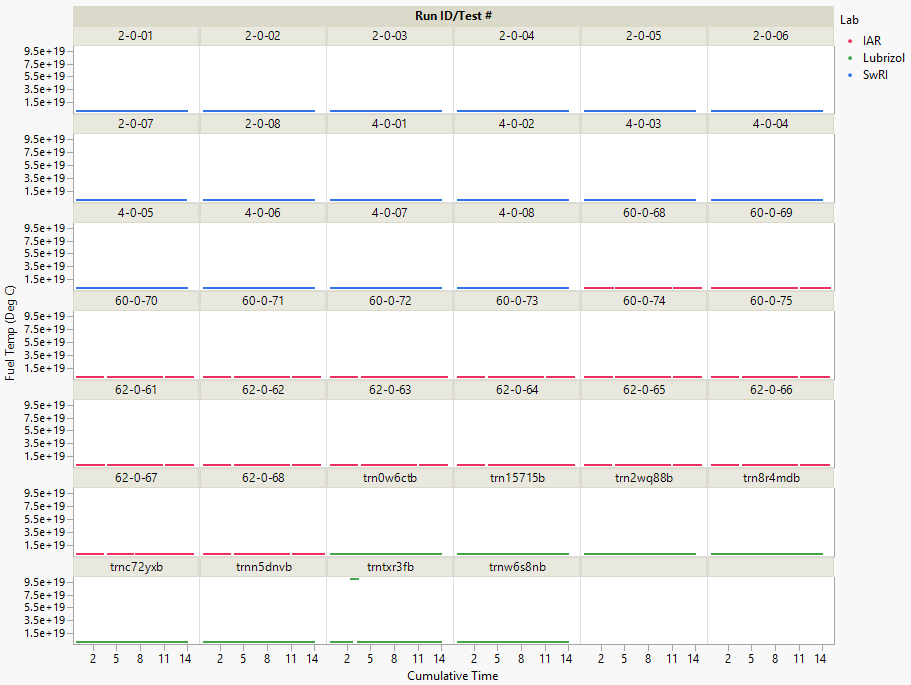 Run ID/Test #
Lab
IAR
Lubrizol
SwRI
2-0-01 2-0-02 2-0-03 2-0-04 2-0-05 2-0-06
9.5e+19
7.5e+19
5.5e+19
3.5e+19
1.5e+19
2-0-07 2-0-08 4-0-01 4-0-02 4-0-03 4-0-04
9.5e+19
7.5e+19
5.5e+19
3.5e+19
1.5e+19
4-0-05 4-0-06 4-0-07 4-0-08 60-0-68 60-0-69
9.5e+19
7.5e+19
5.5e+19
3.5e+19
1.5e+19
60-0-70 60-0-71 60-0-72 60-0-73 60-0-74 60-0-75
9.5e+19
7.5e+19
5.5e+19
3.5e+19
1.5e+19
62-0-61 62-0-62 62-0-63 62-0-64 62-0-65 62-0-66
9.5e+19
7.5e+19
5.5e+19
3.5e+19
1.5e+19
62-0-67 62-0-68 trn0w6ctb trn15715b trn2wq88b trn8r4mdb
9.5e+19
7.5e+19
5.5e+19
3.5e+19
1.5e+19
trnc72yxb trnn5dnvb trntxr3fb trnw6s8nb
9.5e+19
7.5e+19
5.5e+19
3.5e+19
1.5e+19
Fuel Temp (Deg C)
2 5 8 11 14 2 5 8 11 14 2 5 8 11 14 2 5 8 11 14 2 5 8 11 14 2 5 8 11 14
Cumulative Time